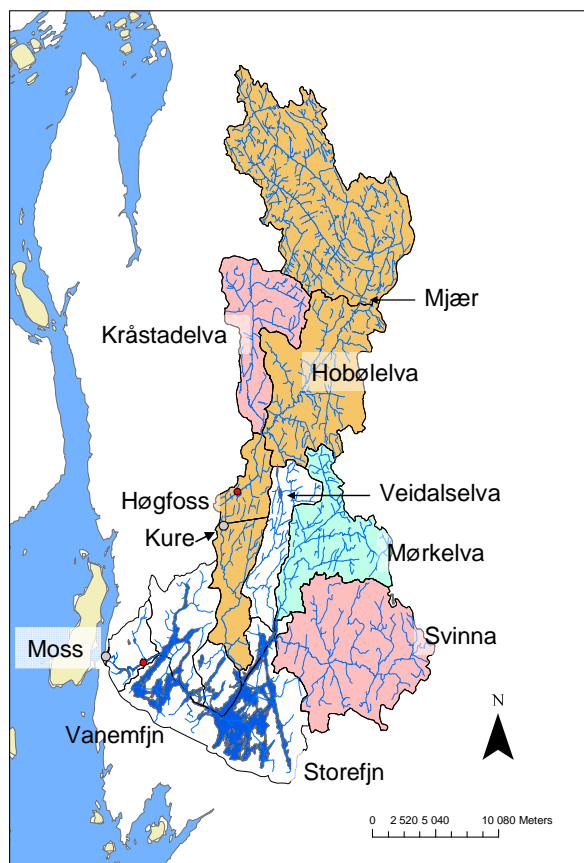 Mjær
Kråstadelva
Hobølelva
Høgfoss
Veidalselva
Kure
Mørkelva
Svinna
Moss
Vanemfjn
Storefjn
N
0 2 520 5 040 10 080 Meters